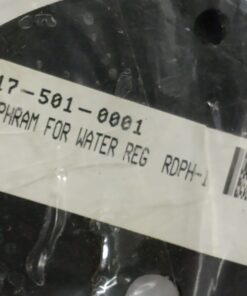 17-501-0001
PHRAM FOR WATER REG RDPH-1